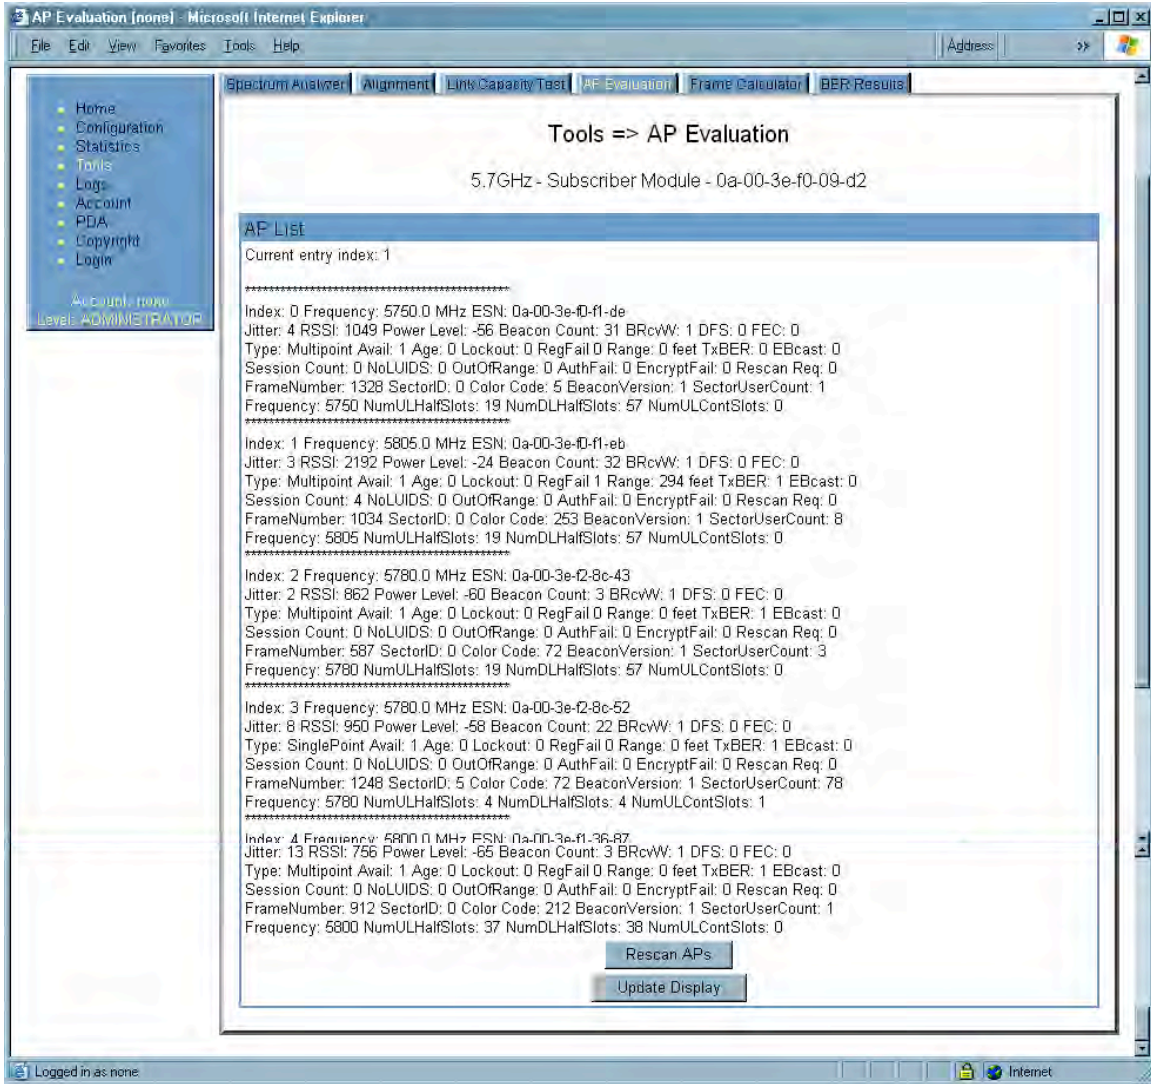 AP Evaluation (none) - Microsoft Internet Explorer
File Edit View Favorites Tools Help Address »
Spectrum Analyzer Alignment Link Capacity Test AP Evaluation Frame Calculator BER Results
Home
Configuration
Statistics
Tools
Logs
Account
PDA
Copyright
Login
Account: none
Level: ADMINISTRATOR
Tools => AP Evaluation
5.7GHz - Subscriber Module - 0a-00-3e-f0-09-d2
AP List
Current entry index: 1
********************************************
Index: 0 Frequency: 5750.0 MHz ESN: 0a-00-3e-f0-f1-de
Jitter: 4 RSSI: 1049 Power Level: -56 Beacon Count: 31 BRcvW: 1 DFS: 0 FEC: 0
Type: Multipoint Avail: 1 Age: 0 Lockout: 0 RegFail 0 Range: 0 feet TxBER: 0 EBcast: 0
Session Count: 0 NoLUIDS: 0 OutOfRange: 0 AuthFail: 0 EncryptFail: 0 Rescan Req: 0
FrameNumber: 1328 SectorID: 0 Color Code: 5 BeaconVersion: 1 SectorUserCount: 1
Frequency: 5750 NumULHalfSlots: 19 NumDLHalfSlots: 57 NumULContSlots: 0
********************************************
Index: 1 Frequency: 5805.0 MHz ESN: 0a-00-3e-f0-f1-eb
Jitter: 3 RSSI: 2192 Power Level: -24 Beacon Count: 32 BRcvW: 1 DFS: 0 FEC: 0
Type: Multipoint Avail: 1 Age: 0 Lockout: 0 RegFail 1 Range: 294 feet TxBER: 1 EBcast: 0
Session Count: 4 NoLUIDS: 0 OutOfRange: 0 AuthFail: 0 EncryptFail: 0 Rescan Req: 0
FrameNumber: 1034 SectorID: 0 Color Code: 253 BeaconVersion: 1 SectorUserCount: 8
Frequency: 5805 NumULHalfSlots: 19 NumDLHalfSlots: 57 NumULContSlots: 0
********************************************
Index: 2 Frequency: 5780.0 MHz ESN: 0a-00-3e-f2-8c-43
Jitter: 2 RSSI: 862 Power Level: -60 Beacon Count: 3 BRcvW: 1 DFS: 0 FEC: 0
Type: Multipoint Avail: 1 Age: 0 Lockout: 0 RegFail 0 Range: 0 feet TxBER: 1 EBcast: 0
Session Count: 0 NoLUIDS: 0 OutOfRange: 0 AuthFail: 0 EncryptFail: 0 Rescan Req: 0
FrameNumber: 587 SectorID: 0 Color Code: 72 BeaconVersion: 1 SectorUserCount: 3
Frequency: 5780 NumULHalfSlots: 19 NumDLHalfSlots: 57 NumULContSlots: 0
********************************************
Index: 3 Frequency: 5780.0 MHz ESN: 0a-00-3e-f2-8c-52
Jitter: 8 RSSI: 950 Power Level: -58 Beacon Count: 22 BRcvW: 1 DFS: 0 FEC: 0
Type: SinglePoint Avail: 1 Age: 0 Lockout: 0 RegFail 0 Range: 0 feet TxBER: 1 EBcast: 0
Session Count: 0 NoLUIDS: 0 OutOfRange: 0 AuthFail: 0 EncryptFail: 0 Rescan Req: 0
FrameNumber: 1248 SectorID: 5 Color Code: 72 BeaconVersion: 1 SectorUserCount: 78
Frequency: 5780 NumULHalfSlots: 4 NumDLHalfSlots: 4 NumULContSlots: 1
********************************************
Index: 4 Frequency: 5800.0 MHz ESN: 0a-00-3e-f1-36-87
Jitter: 13 RSSI: 756 Power Level: -65 Beacon Count: 3 BRcvW: 1 DFS: 0 FEC: 0
Type: Multipoint Avail: 1 Age: 0 Lockout: 0 RegFail 0 Range: 0 feet TxBER: 1 EBcast: 0
Session Count: 0 NoLUIDS: 0 OutOfRange: 0 AuthFail: 0 EncryptFail: 0 Rescan Req: 0
FrameNumber: 912 SectorID: 0 Color Code: 212 BeaconVersion: 1 SectorUserCount: 1
Frequency: 5800 NumULHalfSlots: 37 NumDLHalfSlots: 38 NumULContSlots: 0
Rescan APs
Update Display
Logged in as none Internet